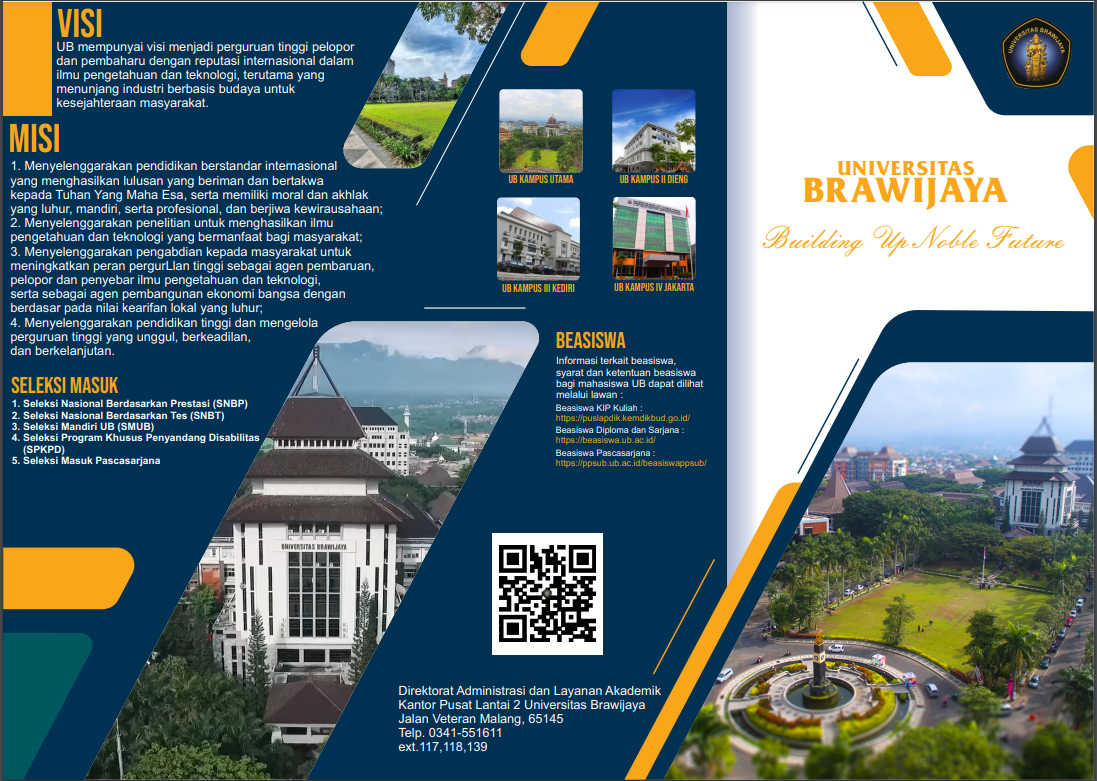 VISI
UB mempunyai visi menjadi perguruan tinggi pelopor
dan pembaharu dengan reputasi internasional dalam
ilmu pengetahuan dan teknologi, terutama yang
menunjang industri berbasis budaya untuk
kesejahteraan masyarakat.
MISI
1. Menyelenggarakan pendidikan berstandar internasional
yang menghasilkan lulusan yang beriman dan bertakwa
kepada Tuhan Yang Maha Esa, serta memiliki moral dan akhlak
yang luhur, mandiri, serta profesional, dan berjiwa kewirausahaan;
2. Menyelenggarakan penelitian untuk menghasilkan ilmu
pengetahuan dan teknologi yang bermanfaat bagi masyarakat;
3. Menyelenggarakan pengabdian kepada masyarakat untuk
meningkatkan peran pergurLlan tinggi sebagai agen pembaruan,
pelopor dan penyebar ilmu pengetahuan dan teknologi,
serta sebagai agen pembangunan ekonomi bangsa dengan
berdasar pada nilai kearifan lokal yang luhur;
4. Menyelenggarakan pendidikan tinggi dan mengelola
perguruan tinggi yang unggul, berkeadilan,
dan berkelanjutan.
SELEKSI MASUK
1. Seleksi Nasional Berdasarkan Prestasi (SNBP)
2. Seleksi Nasional Berdasarkan Tes (SNBT)
3. Seleksi Mandiri UB (SMUB)
4. Seleksi Program Khusus Penyandang Disabilitas
(SPKPD)
5. Seleksi Masuk Pascasarjana
UNIVERSITAS BRAWIJAYA
UB KAMPUS UTAMA
UB KAMPUS II DIENG
UB KAMPUS III KEDIRI
UB KAMPUS IV JAKARTA
BEASISWA
Informasi terkait beasiswa,
syarat dan ketentuan beasiswa
bagi mahasiswa UB dapat dilihat
melalui lawan :
Beasiswa KIP Kuliah :
https://puslapdik.kemdikbud.go.id/
Beasiswa Diploma dan Sarjana :
https://beasiswa.ub.ac.id/
Beasiswa Pascasarjana :
https://ppsub.ub.ac.id/beasiswappsub/
Direktorat Administrasi dan Layanan Akademik
Kantor Pusat Lantai 2 Universitas Brawijaya
Jalan Veteran Malang, 65145
Telp. 0341-551611
ext.117,118,139
UNIVERSITAS BRAWIJAYA
UNIVERSITAS
BRAWIJAYA
Building Up Noble Future